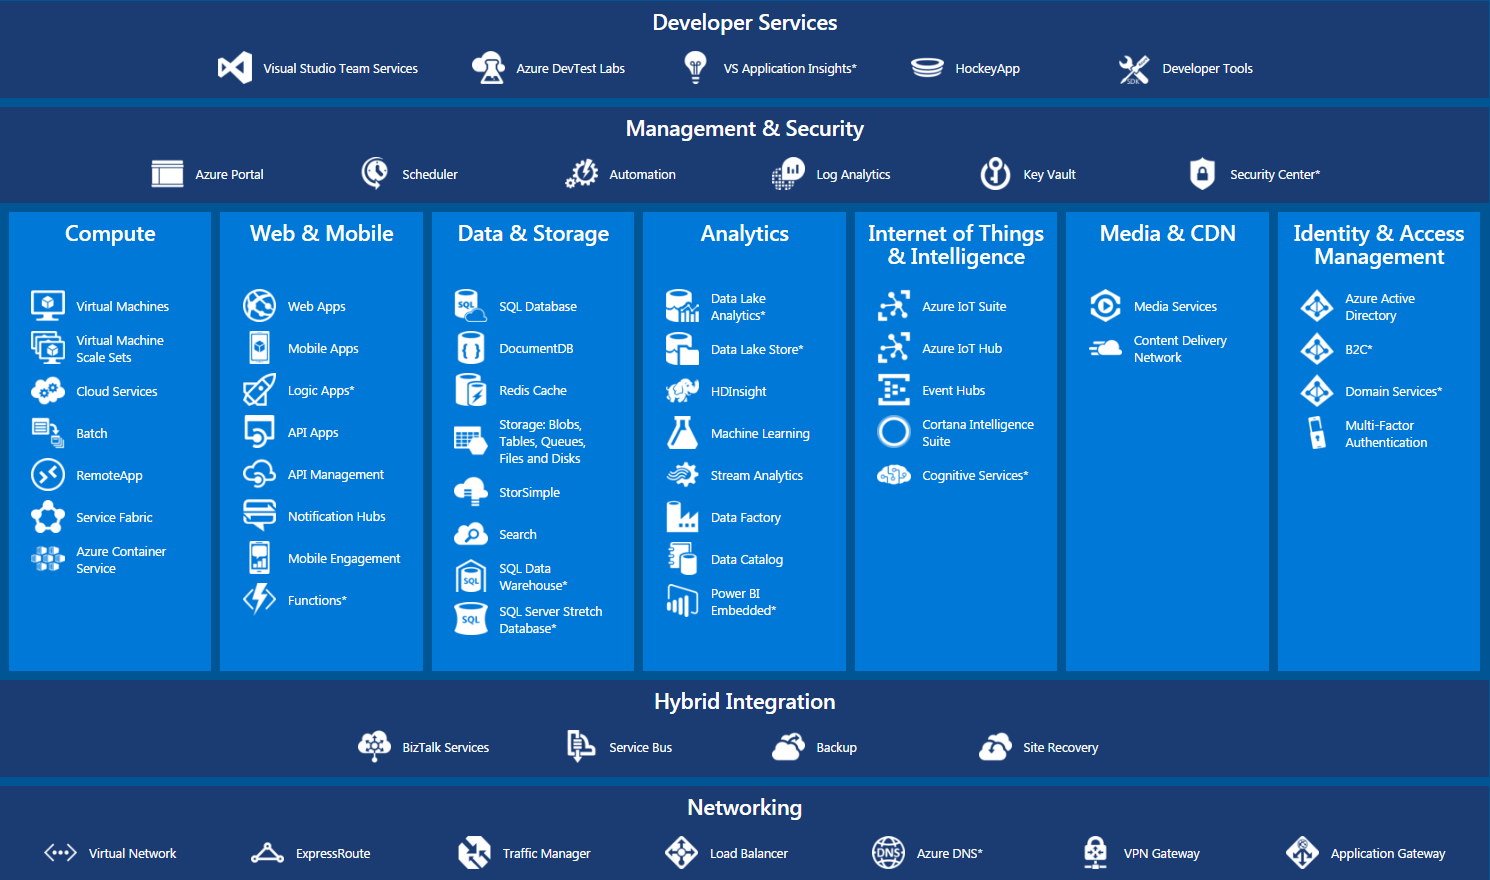 Developer Services
Visual Studio Team Services
Azure DevTest Labs
VS Application Insights*
HockeyApp
SDK
Developer Tools
Management & Security
Azure Portal
Scheduler
Automation
Log Analytics
Key Vault
Security Center*
Compute
Virtual Machines
Virtual Machine
Scale Sets
Cloud Services
Batch
RemoteApp
Service Fabric
Azure Container
Service
Web & Mobile
Web Apps
Mobile Apps
Logic Apps*
API Apps
API Management
Notification Hubs
Mobile Engagement
Functions*
Data & Storage
SQL
SQL Database
DocumentDB
Redis Cache
Storage: Blobs,
Tables, Queues,
Files and Disks
StorSimple
Search
SQL
SQL Data
Warehouse*
SQL
SQL Server Stretch
Database*
Analytics
Data Lake
Analytics*
Data Lake Store*
HDInsight
Machine Learning
Stream Analytics
Data Factory
Data Catalog
Power BI
Embedded*
Internet of Things
& Intelligence
Azure IoT Suite
Azure IoT Hub
Event Hubs
Cortana Intelligence
Suite
Cognitive Services*
Media & CDN
Media Services
Content Delivery
Network
Identity & Access
Management
Azure Active
Directory
B2C*
Domain Services*
Multi-Factor
Authentication
Hybrid Integration
BizTalk Services
Service Bus
Backup
Site Recovery
Networking
Virtual Network
ExpressRoute
Traffic Manager
Load Balancer
DNS
Azure DNS*
VPN Gateway
Application Gateway